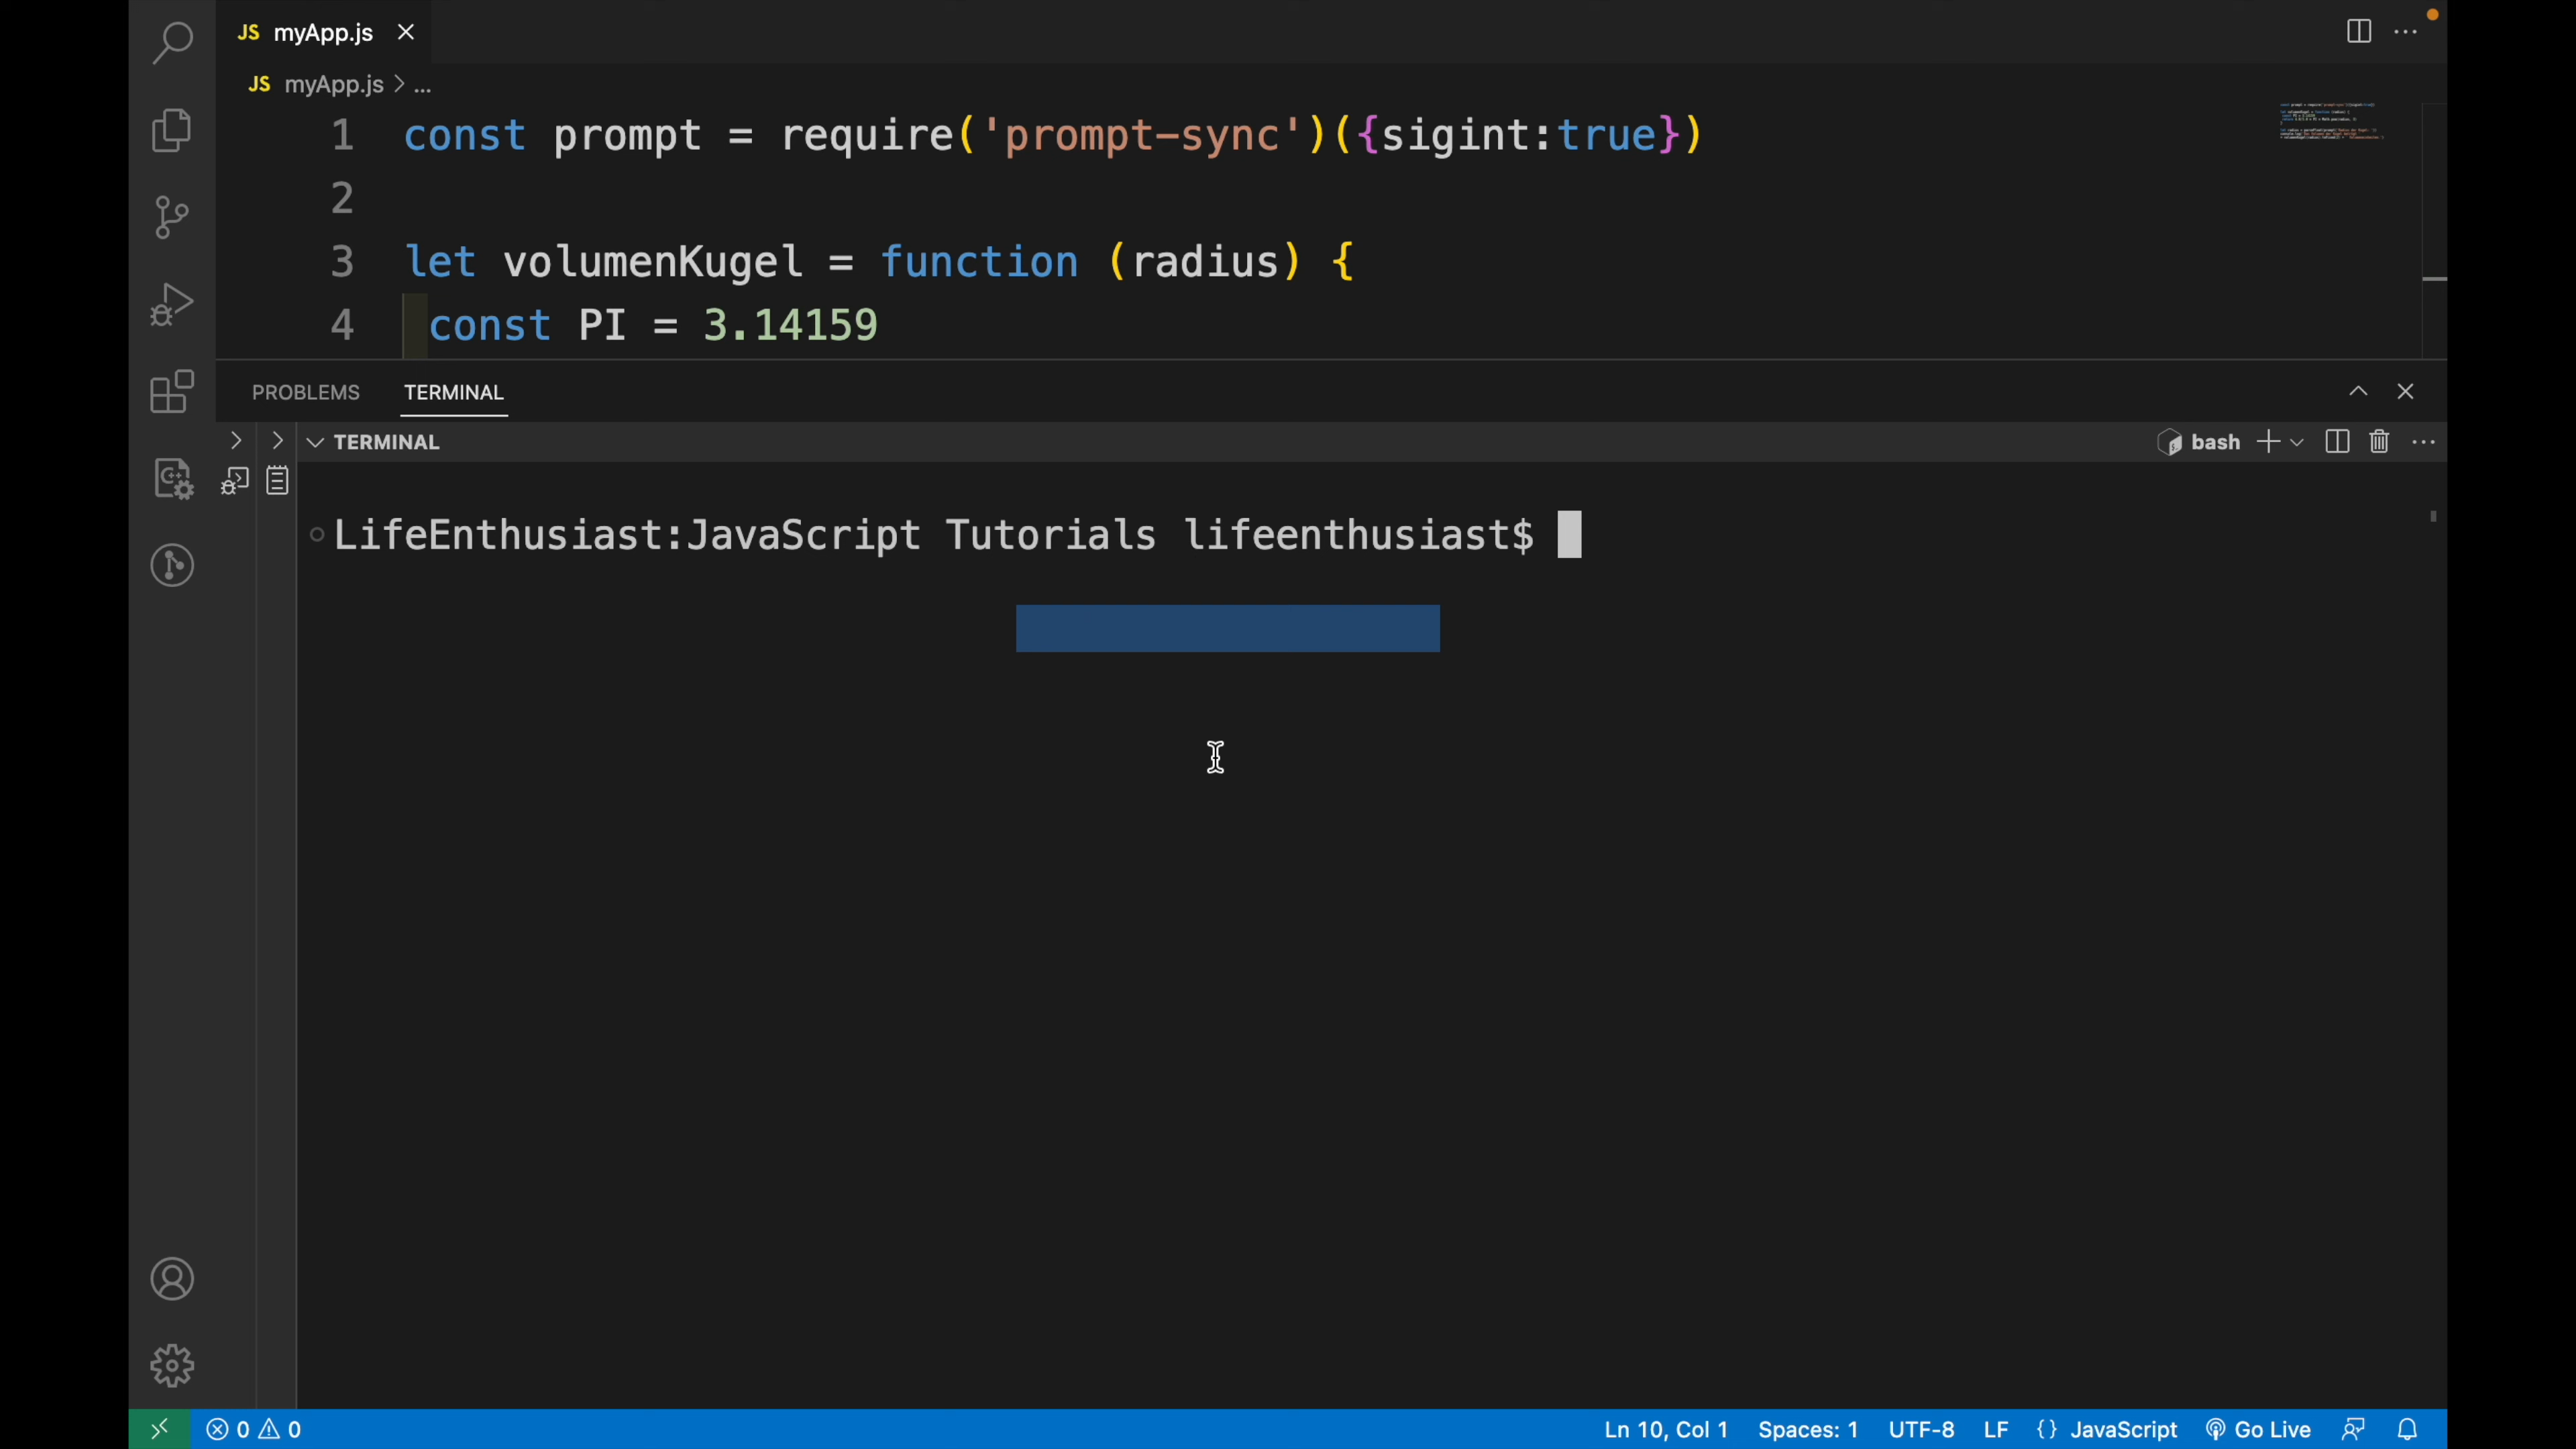 JS myApp.js
JS myApp.js > ...
1 const prompt = require('prompt-sync')({sigint:true})
2
3 let volumenKugel = function (radius) {
4 const PI = 3.14159
PROBLEMS TERMINAL
TERMINAL bash
LifeEnthusiast:JavaScript Tutorials lifeenthusiast$
0 0 Ln 10, Col 1 Spaces: 1 UTF-8 LF {} JavaScript Go Live